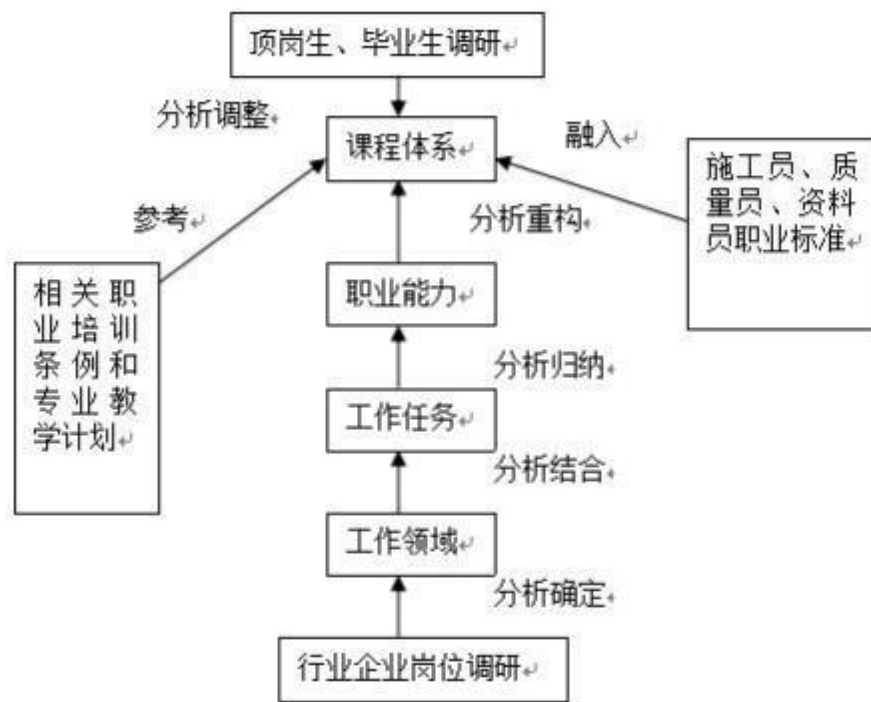 顶岗生、毕业生调研
分析调整
课程体系
融入
施工员、质
量员、资料
员职业标准
参考
分析重构
相关职
业培训
条例和
专业教
学计划
职业能力
分析归纳
工作任务
分析结合
工作领域
分析确定
行业企业岗位调研